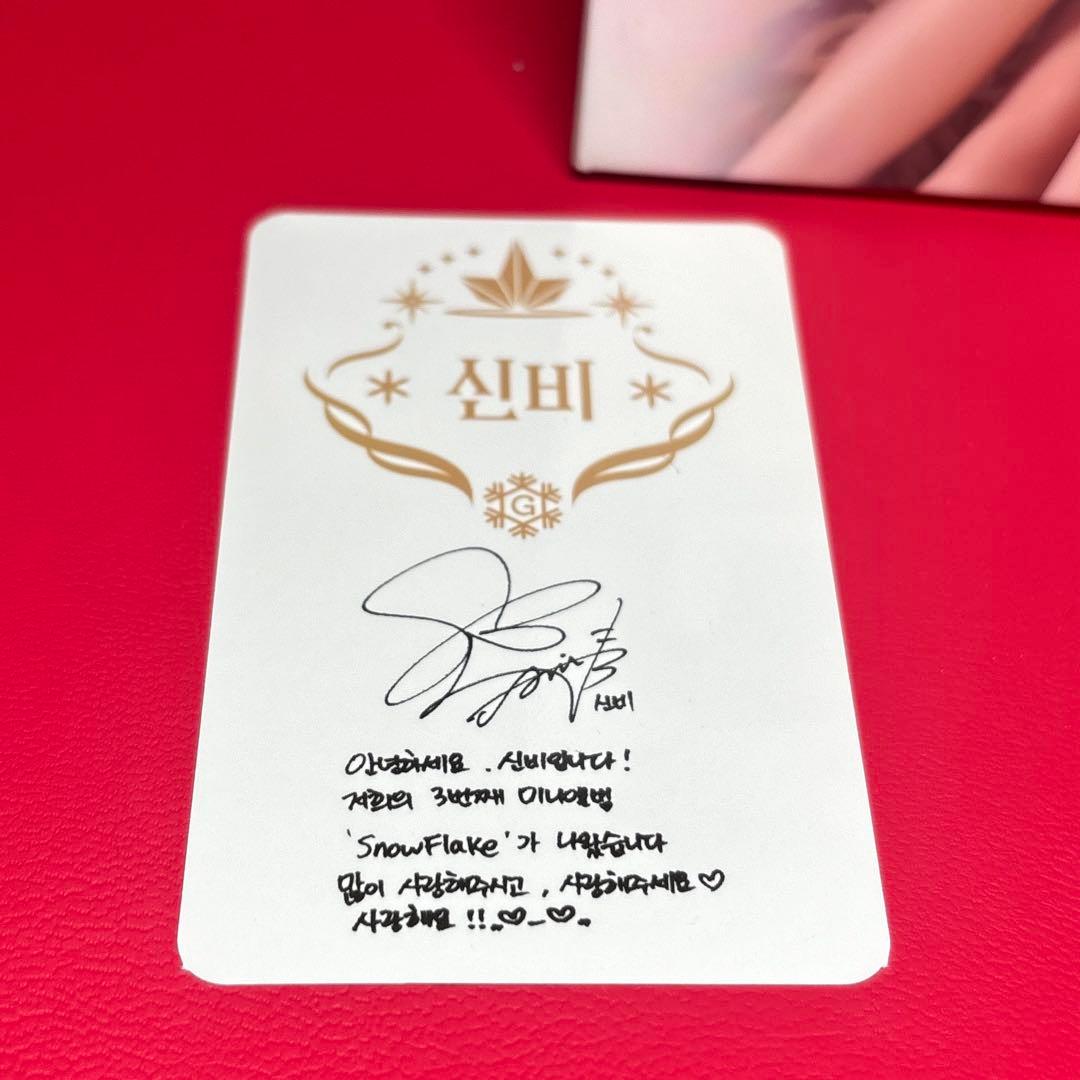 신비
G
신비
안녕하세요. 신비입니다!
저희의 3번째 미니앨범
'SnowFlake'가 나왔습니다
많이 사랑해주시고, 사랑해주세요♡
사랑해요!!..♡_♡..